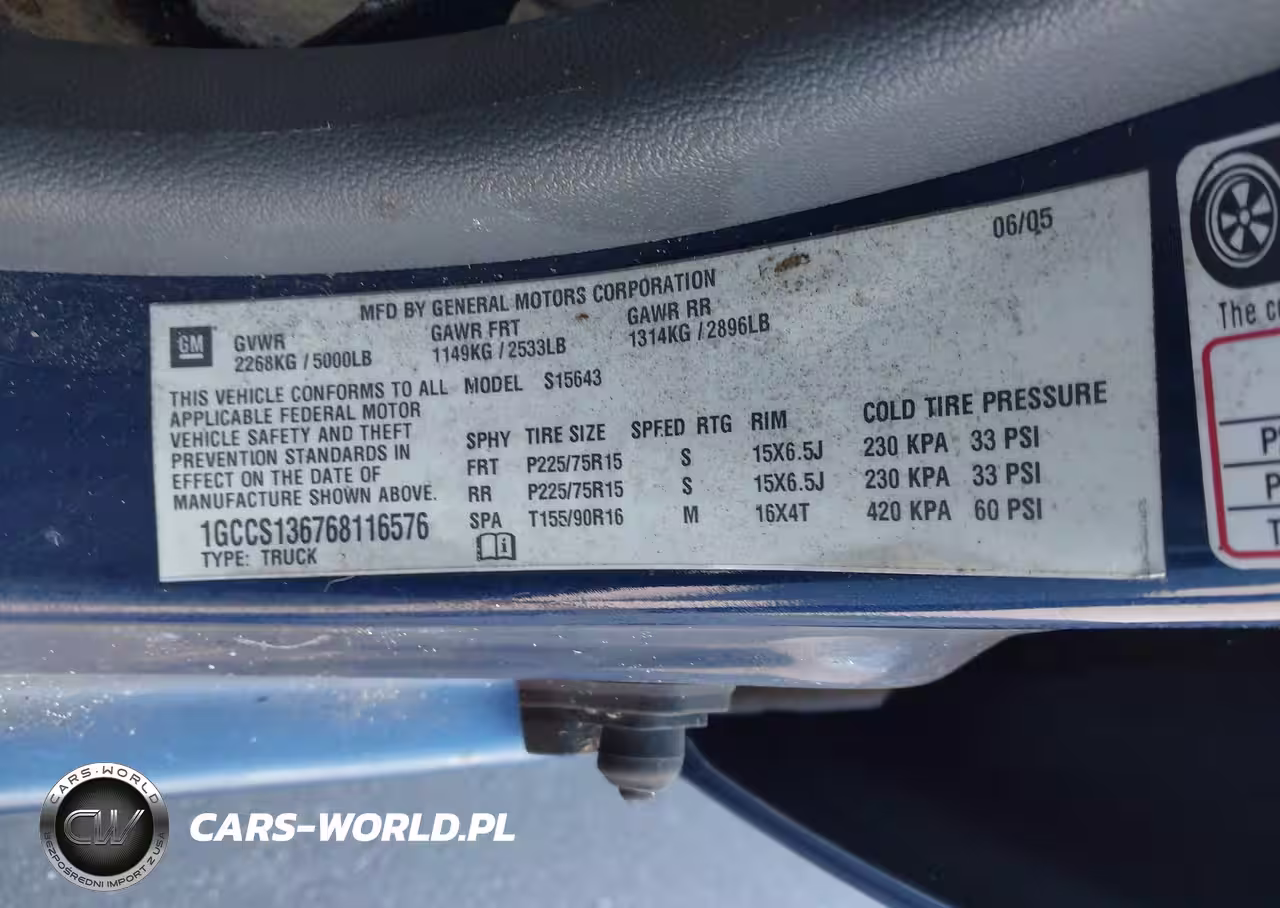 06/05
MFD BY GENERAL MOTORS CORPORATION
GM
GVWR GAWR FRT GAWR RR
2268KG / 5000LB 1149KG / 2533LB 1314KG / 2896LB
THIS VEHICLE CONFORMS TO ALL
APPLICABLE FEDERAL MOTOR
VEHICLE SAFETY AND THEFT
PREVENTION STANDARDS IN
EFFECT ON THE DATE OF
MANUFACTURE SHOWN ABOVE.
1GCCS136768116576
TYPE: TRUCK
MODEL S15643
SPHY TIRE SIZE SPEED RTG RIM COLD TIRE PRESSURE
FRT P225/75R15 S 15X6.5J 230 KPA 33 PSI
RR P225/75R15 S 15X6.5J 230 KPA 33 PSI
SPA T155/90R16 M 16X4T 420 KPA 60 PSI
The c
P
P
T
CARS-WORLD
CW
BEZPOŚREDNI IMPORT Z USA
CARS-WORLD.PL